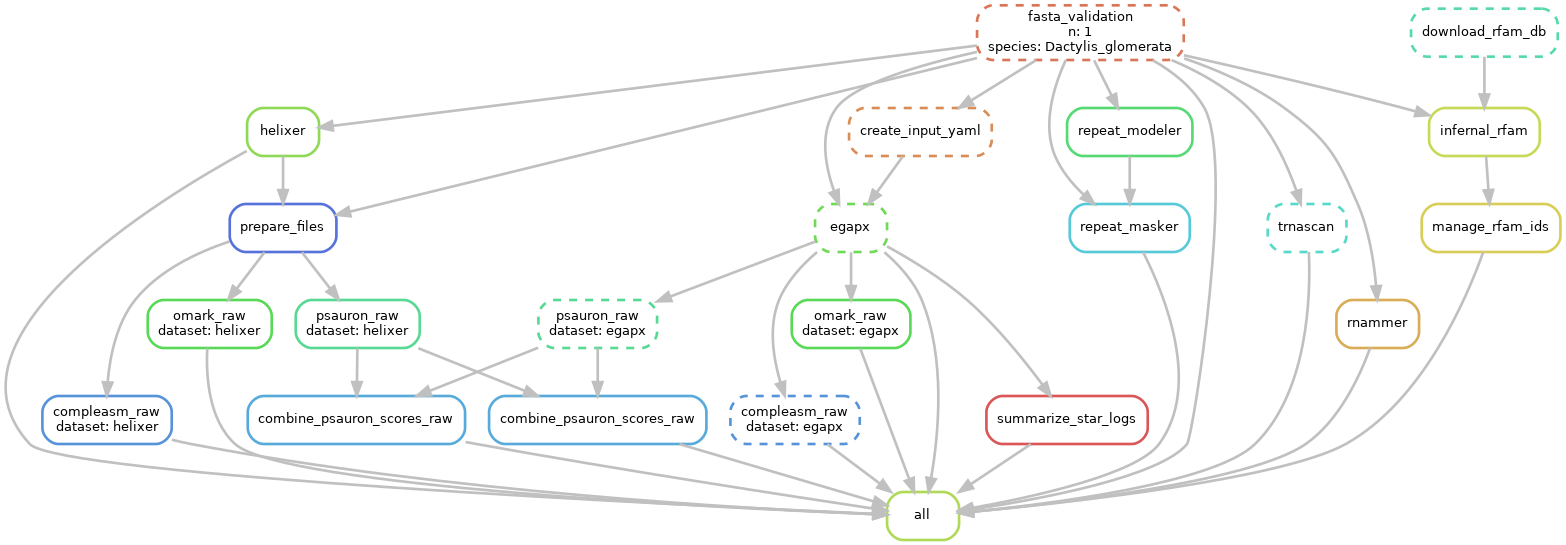 fasta_validation
n: 1
species: Dactylis_glomerata
download_rfam_db
helixer
create_input_yaml
repeat_modeler
infernal_rfam
prepare_files
egapx
repeat_masker
trnascan
manage_rfam_ids
omark_raw
dataset: helixer
psauron_raw
dataset: helixer
psauron_raw
dataset: egapx
omark_raw
dataset: egapx
rnammer
compleasm_raw
dataset: helixer
combine_psauron_scores_raw
combine_psauron_scores_raw
compleasm_raw
dataset: egapx
summarize_star_logs
all